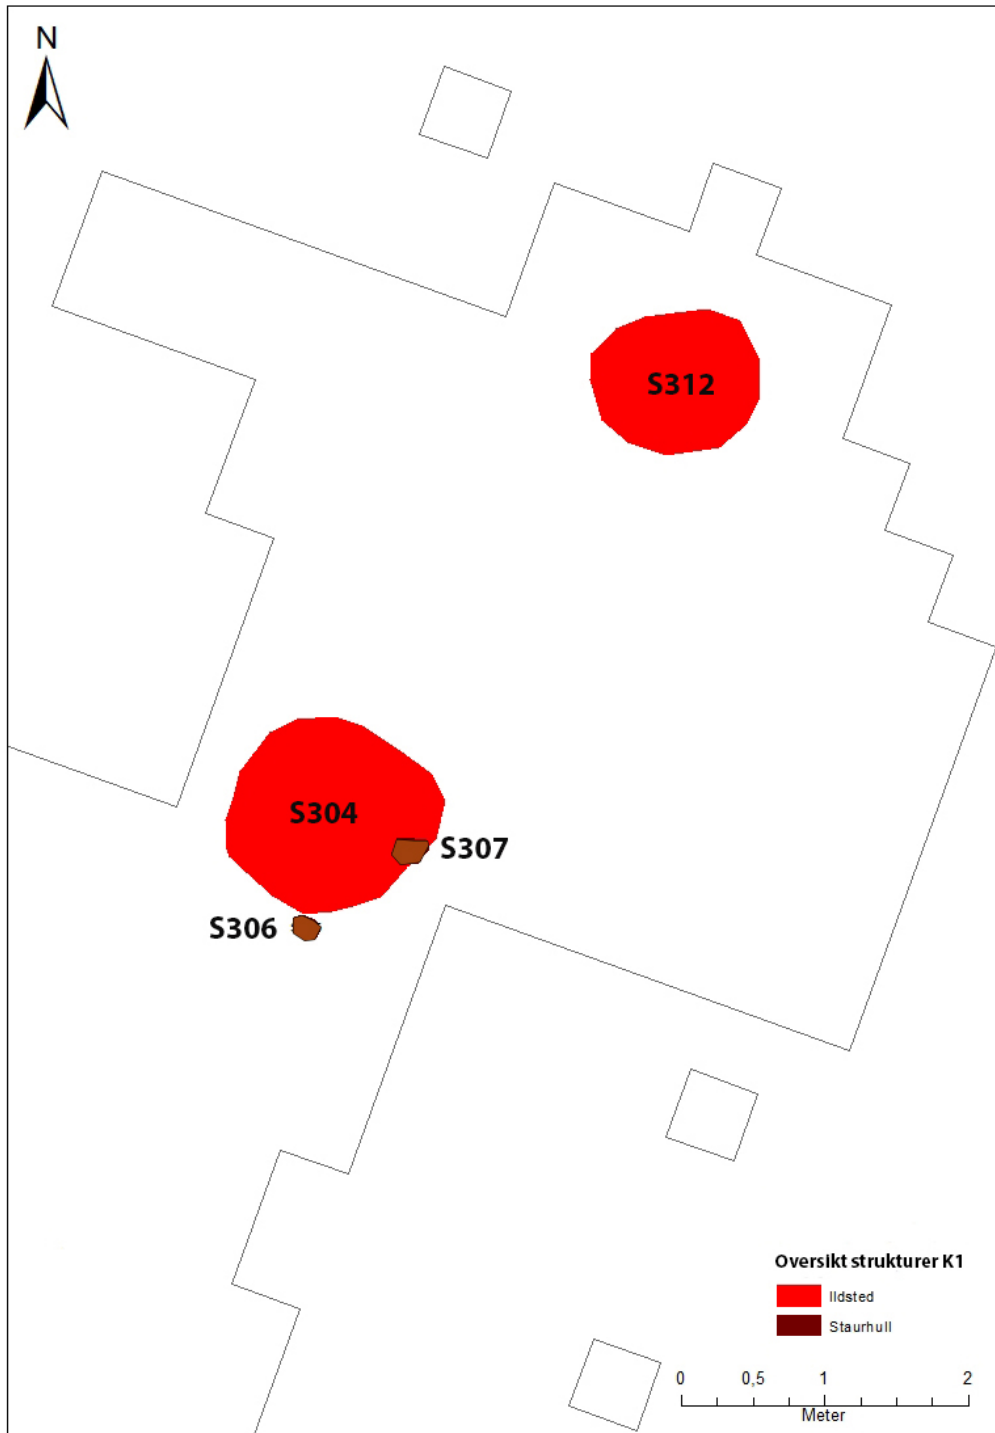 N
S312
S304
S307
S306
Oversikt strukturer K1
Ildsted
Staurhull
0 0,5 1 2
Meter